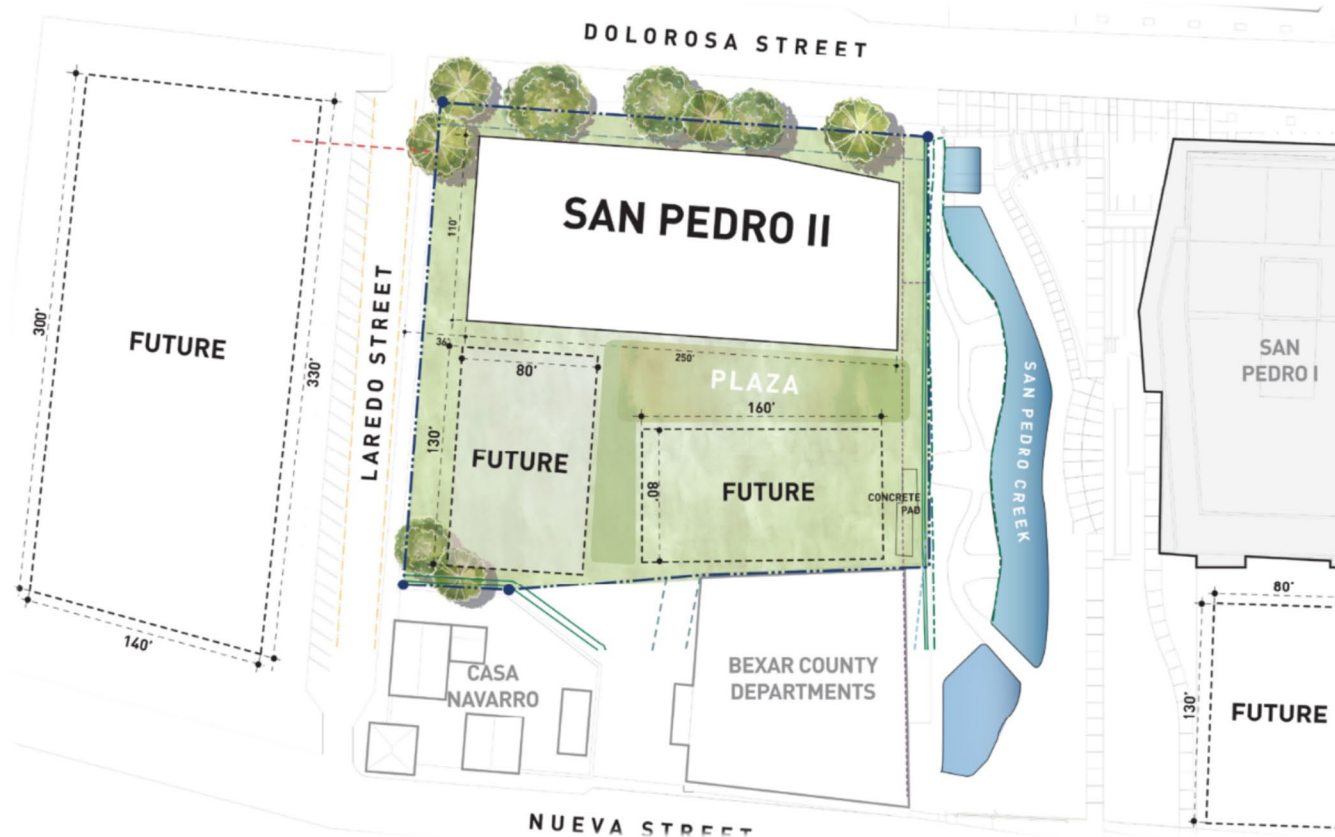 DOLOROSA STREET
SAN PEDRO II
110'
LAREDO STREET
300'
FUTURE
330'
140'
36'
250'
80'
PLAZA
160'
130'
FUTURE
80'
FUTURE
CONCRETE
PAD
SAN PEDRO CREEK
SAN
PEDRO I
80'
130'
FUTURE
CASA
NAVARRO
BEXAR COUNTY
DEPARTMENTS
NUEVA STREET